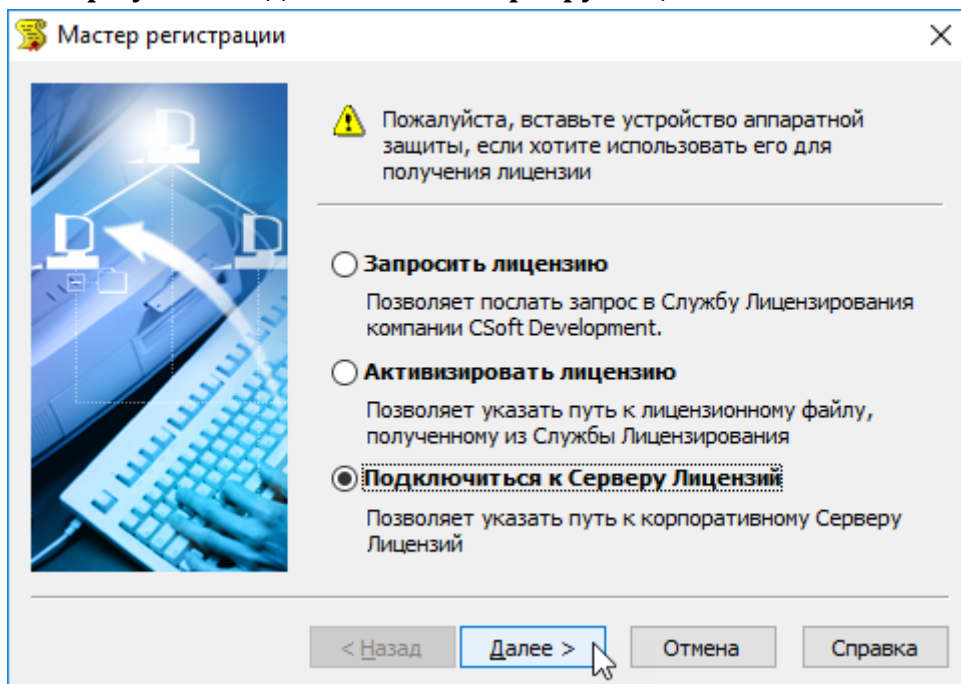 Мастер регистрации
Пожалуйста, вставьте устройство аппаратной
защиты, если хотите использовать его для
получения лицензии
Запросить лицензию
Позволяет послать запрос в Службу Лицензирования
компании CSoft Development.
Активизировать лицензию
Позволяет указать путь к лицензионному файлу,
полученному из Службы Лицензирования
Подключиться к Серверу Лицензий
Позволяет указать путь к корпоративному Серверу
Лицензий
< Назад Далее > Отмена Справка